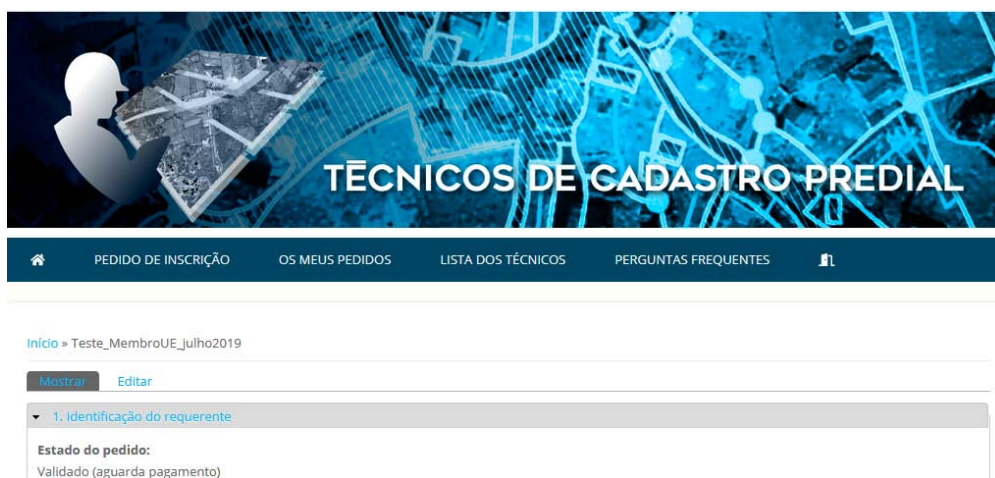 TÉCNICOS DE CADASTRO PREDIAL
PEDIDO DE INSCRIÇÃO OS MEUS PEDIDOS LISTA DOS TÉCNICOS PERGUNTAS FREQUENTES
Início » Teste_MembroUE_julho2019
Mostrar Editar
1. Identificação do requerente
Estado do pedido:
Validado (aguarda pagamento)